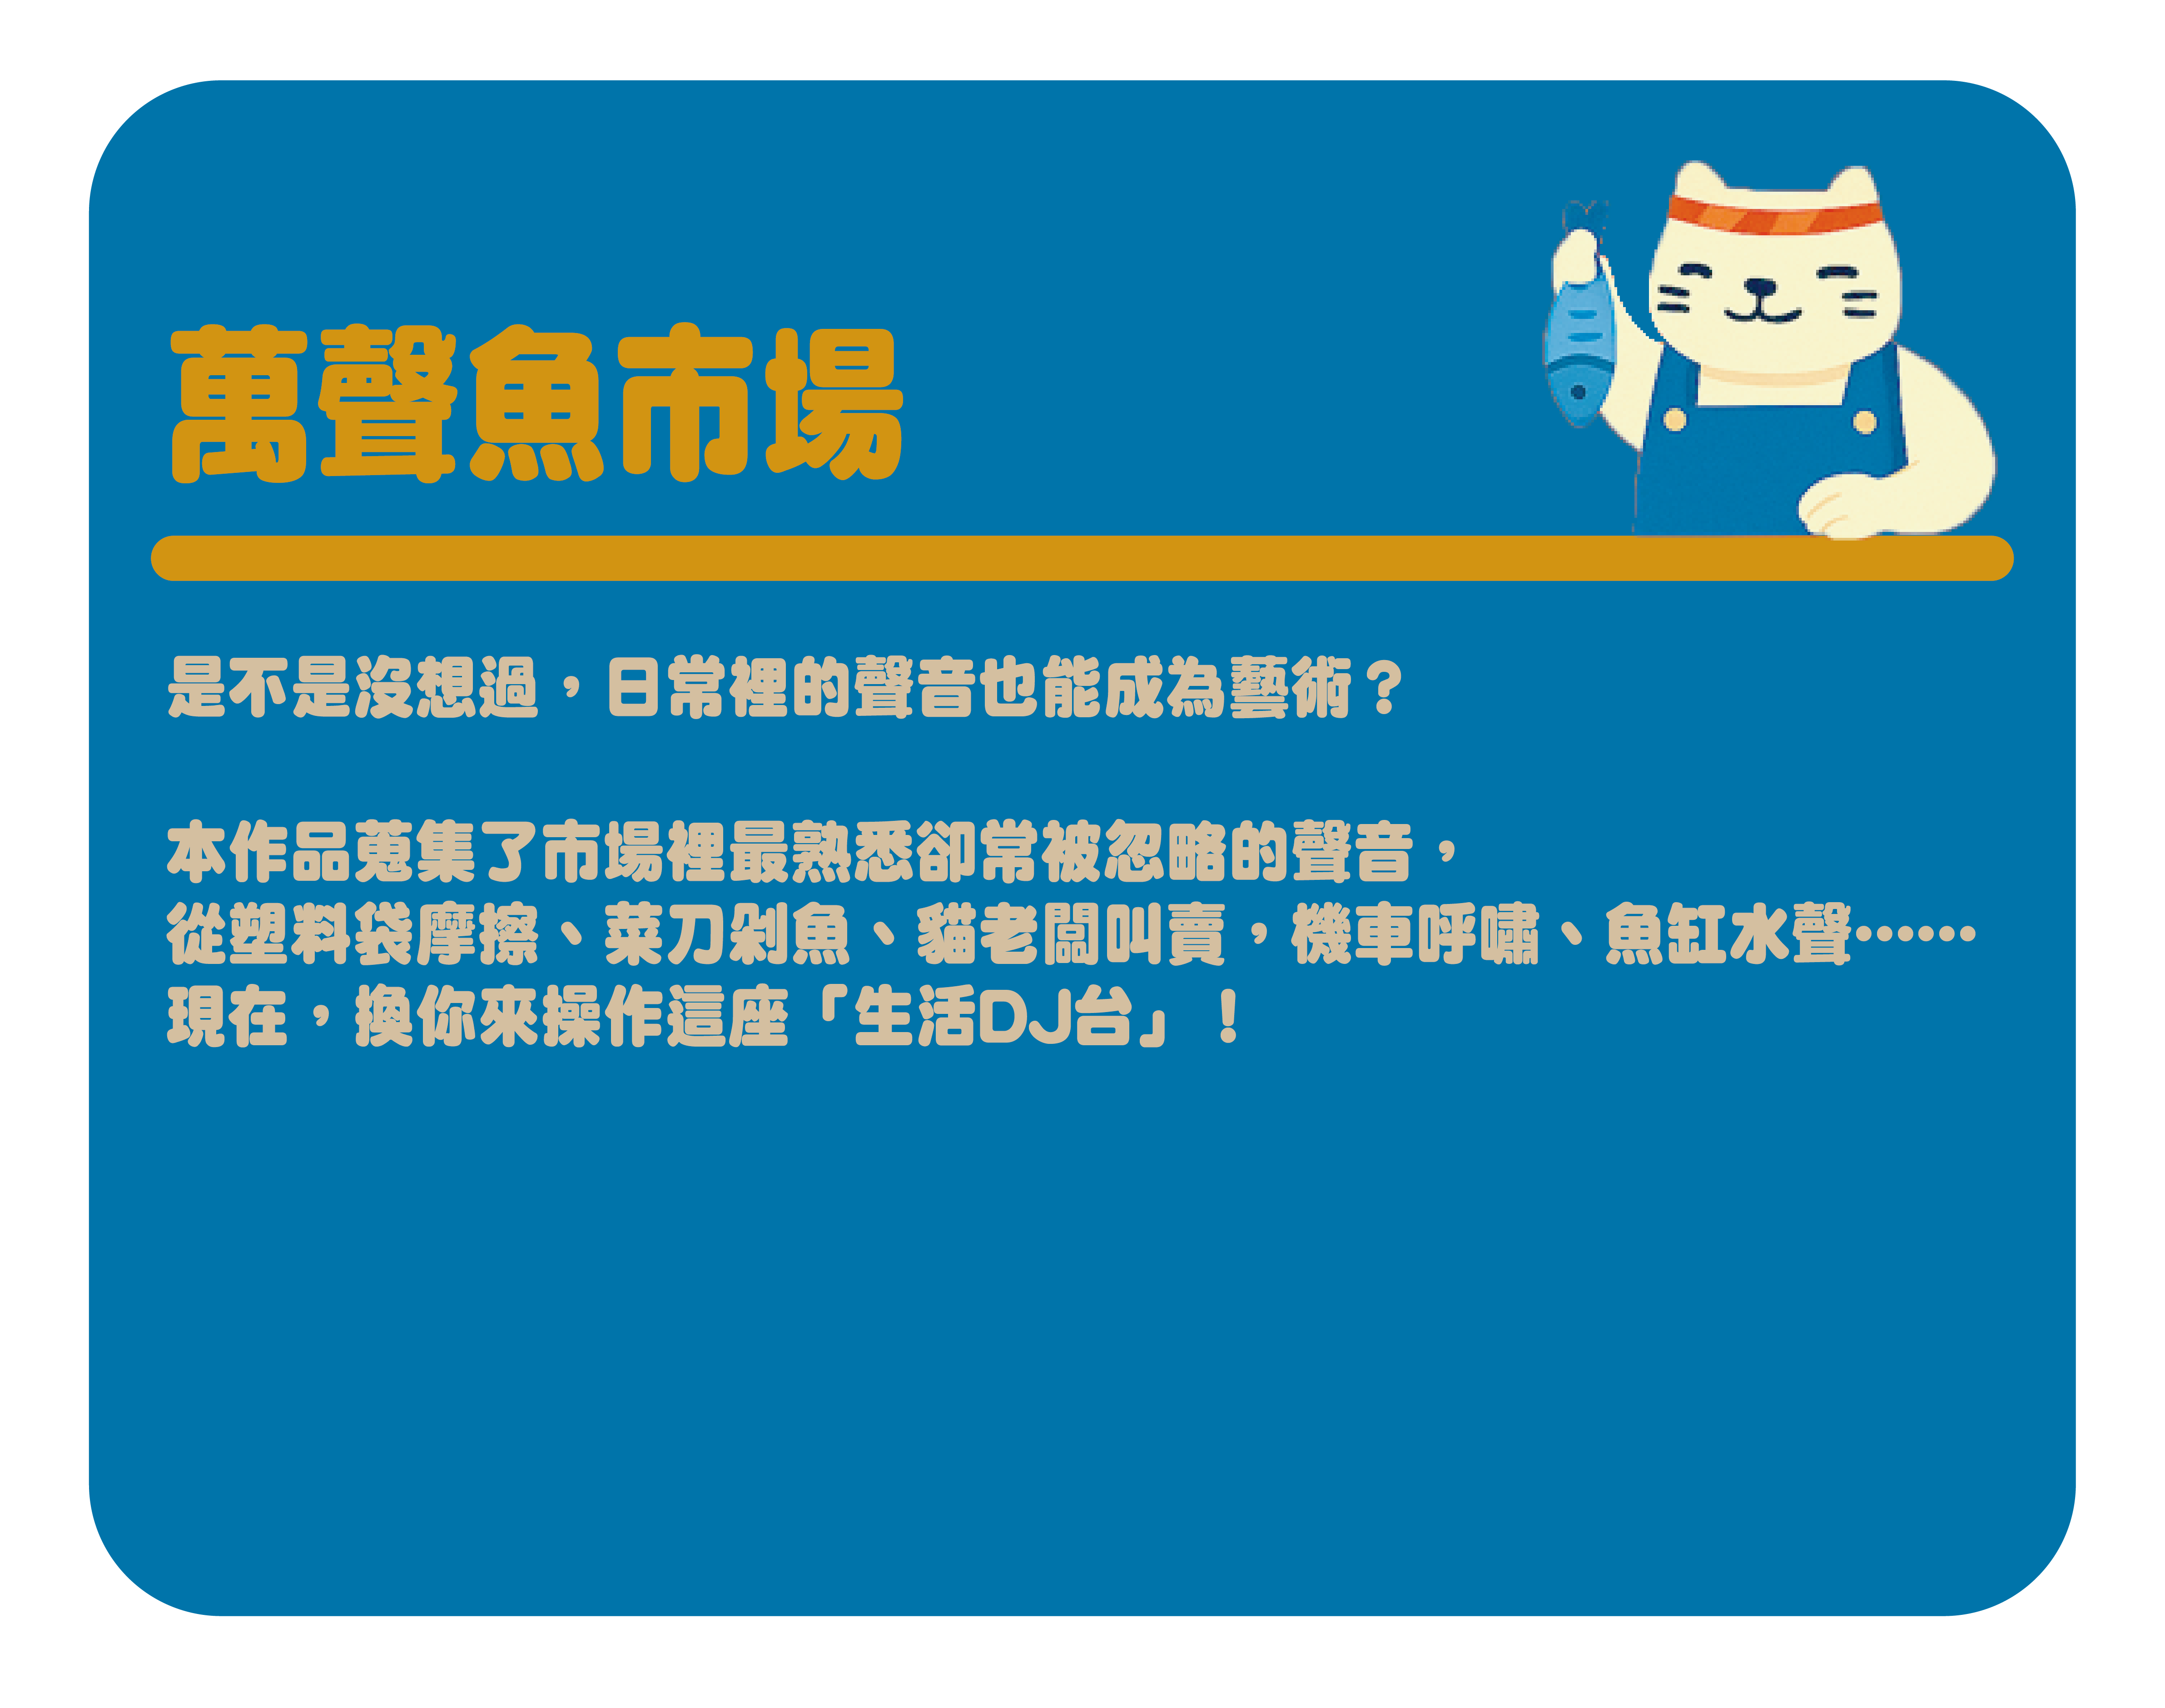 萬聲魚市場
是不是沒想過，日常裡的聲音也能成為藝術？
本作品蒐集了市場裡最熟悉卻常被忽略的聲音，
從塑料袋摩擦、菜刀剁魚、貓老闆叫賣，機車呼嘯、魚缸水聲……
現在，換你來操作這座「生活DJ台」！